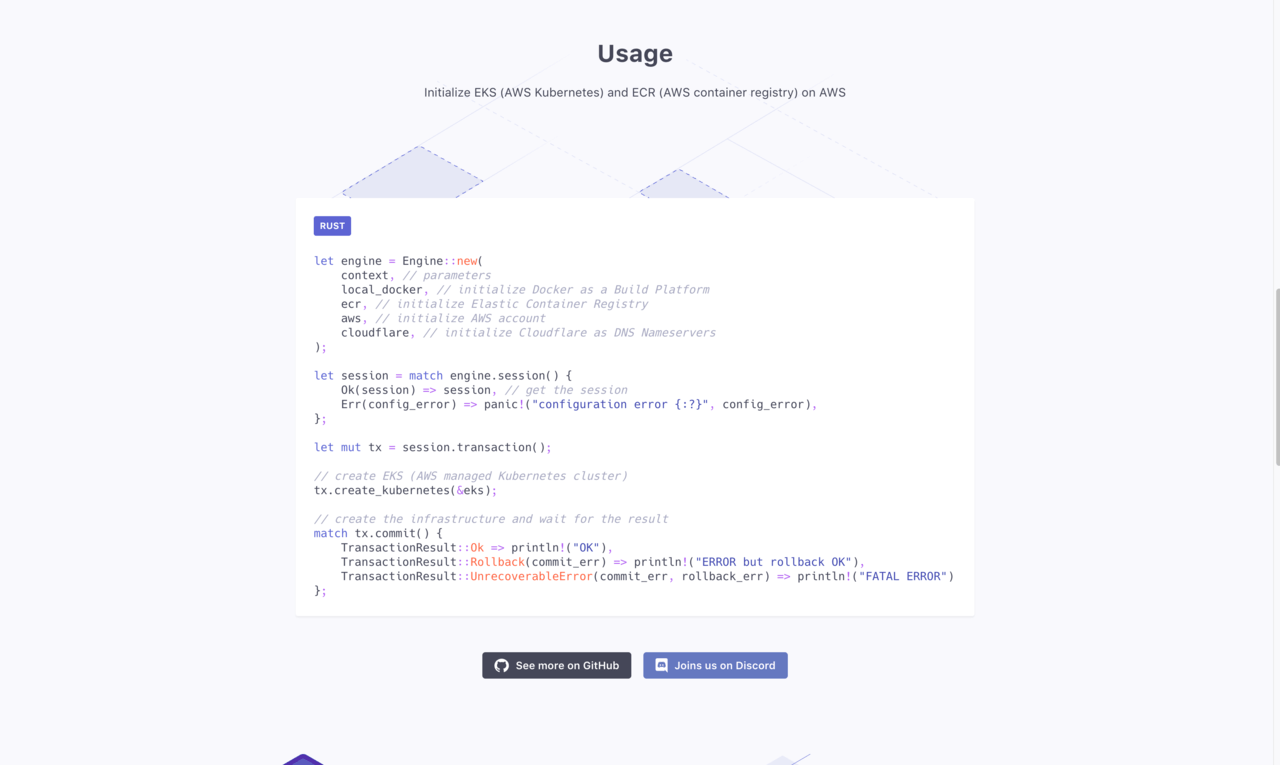 Usage
Initialize EKS (AWS Kubernetes) and ECR (AWS container registry) on AWS
RUST
let engine = Engine::new(
    context, // parameters
    local_docker, // initialize Docker as a Build Platform
    ecr, // initialize Elastic Container Registry
    aws, // initialize AWS account
    cloudflare, // initialize Cloudflare as DNS Nameservers
);
let session = match engine.session() {
    Ok(session) => session, // get the session
    Err(config_error) => panic!("configuration error {:?}", config_error),
};
let mut tx = session.transaction();
// create EKS (AWS managed Kubernetes cluster)
tx.create_kubernetes(&eks);
// create the infrastructure and wait for the result
match tx.commit() {
    TransactionResult::Ok => println!("OK"),
    TransactionResult::Rollback(commit_err) => println!("ERROR but rollback OK"),
    TransactionResult::UnrecoverableError(commit_err, rollback_err) => println!("FATAL ERROR")
};
See more on GitHub
Joins us on Discord